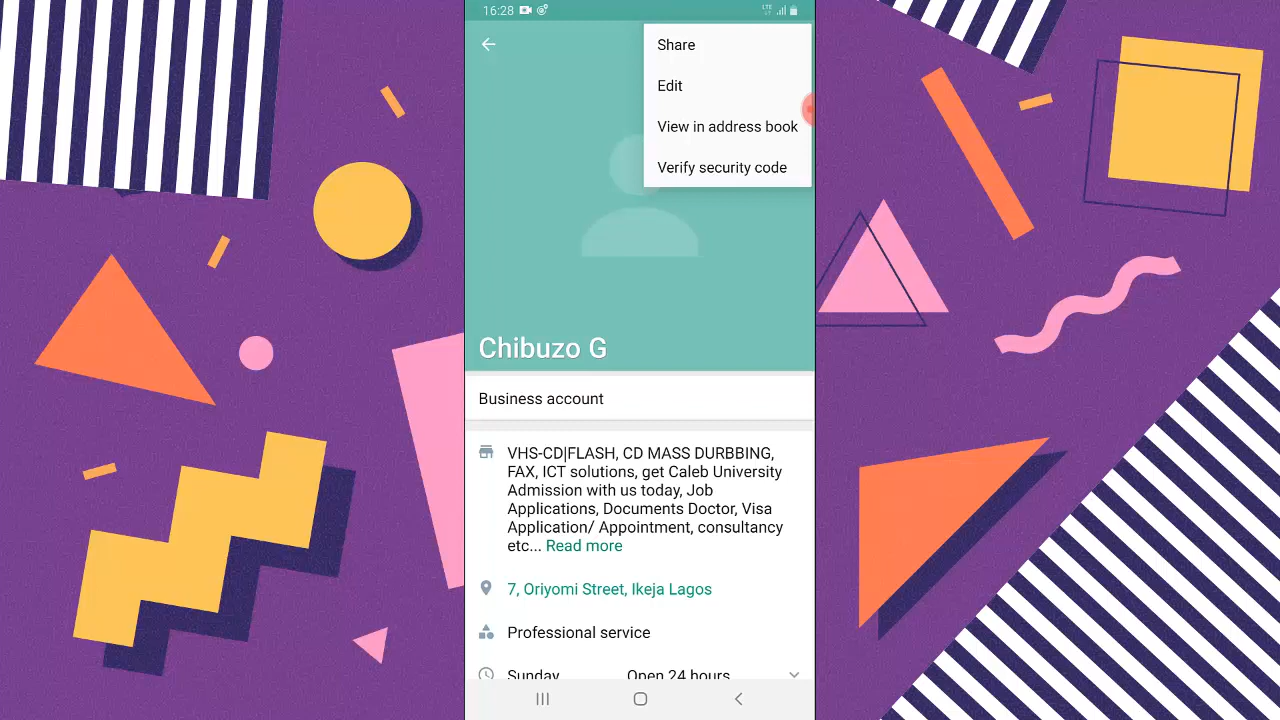 16:28
LTE
Share
Edit
View in address book
Verify security code
Chibuzo G
Business account
VHS-CD|FLASH, CD MASS DURBBING,
FAX, ICT solutions, get Caleb University
Admission with us today, Job
Applications, Documents Doctor, Visa
Application/ Appointment, consultancy
etc... Read more
7, Oriyomi Street, Ikeja Lagos
Professional service
Sunday Open 24 hours